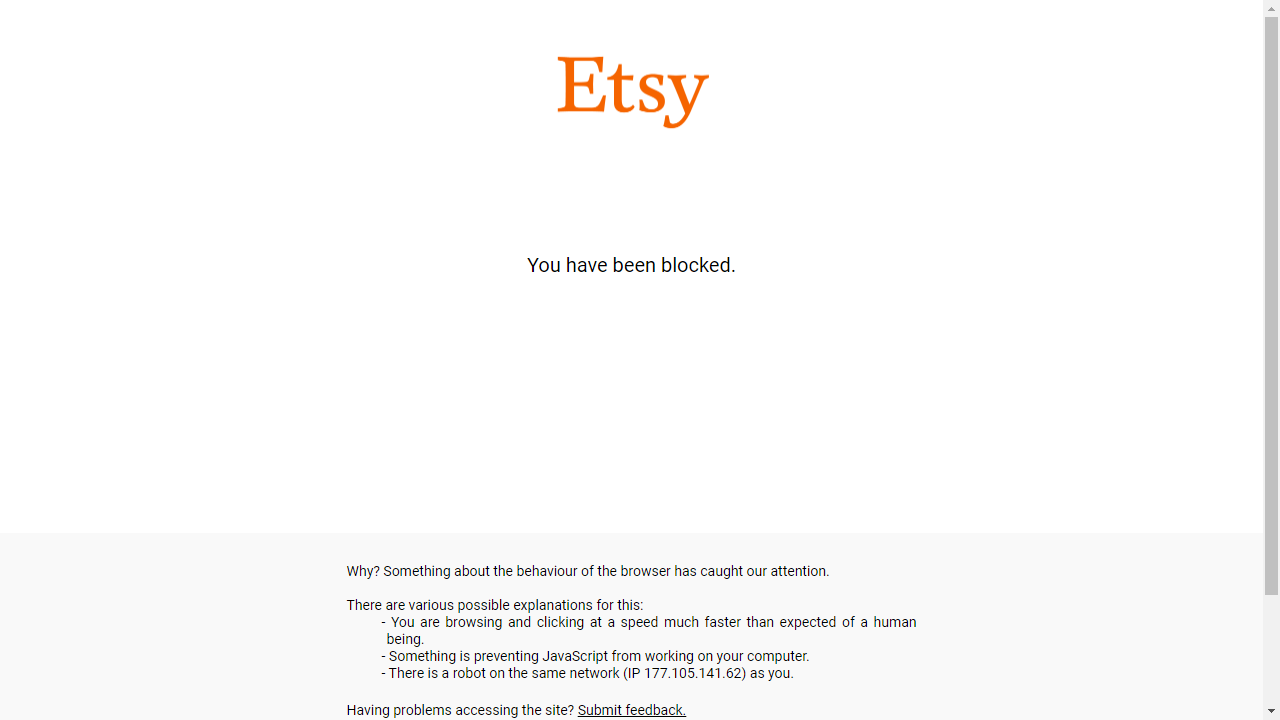 Etsy
You have been blocked.
Why? Something about the behaviour of the browser has caught our attention.
There are various possible explanations for this:
- You are browsing and clicking at a speed much faster than expected of a human
being.
- Something is preventing JavaScript from working on your computer.
- There is a robot on the same network (IP 177.105.141.62) as you.
Having problems accessing the site? Submit feedback.